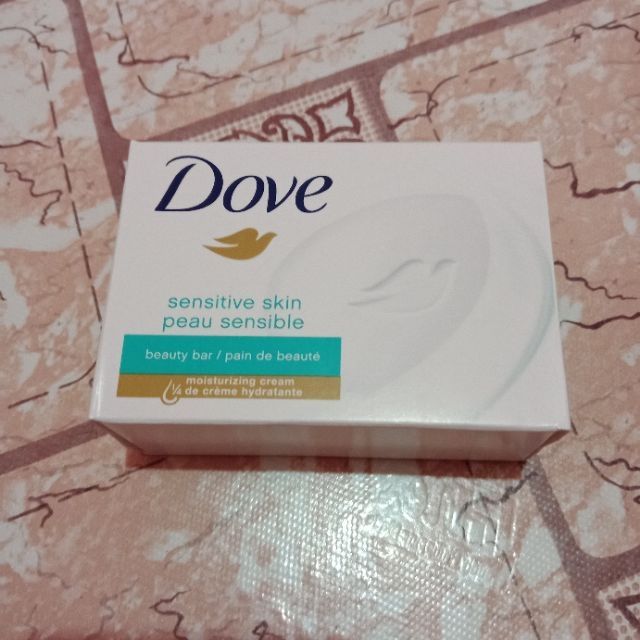 Dove
sensitive skin
peau sensible
beauty bar / pain de beauté
¼ moisturizing cream
de crème hydratante